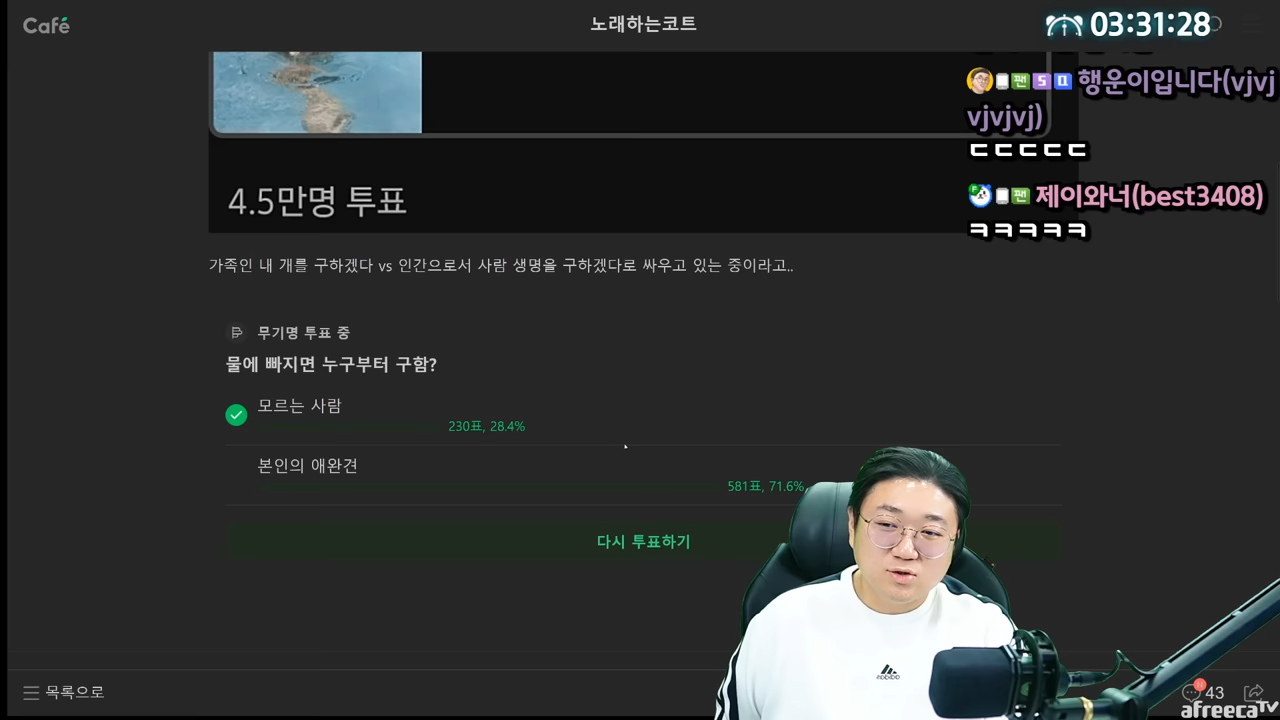 Café
노래하는코트
03:31:28
행운이입니다(vjvj
vjvjvj)
ㄷㄷㄷㄷㄷ
제이와너(best3408)
ㅋㅋㅋㅋㅋ
4.5만명 투표
가족인 내 개를 구하겠다 vs 인간으로서 사람 생명을 구하겠다로 싸우고 있는 중이라고..
무기명 투표 중
물에 빠지면 누구부터 구함?
모르는 사람
230표, 28.4%
본인의 애완견
581표, 71.6%
다시 투표하기
목록으로
43
afreecaTV